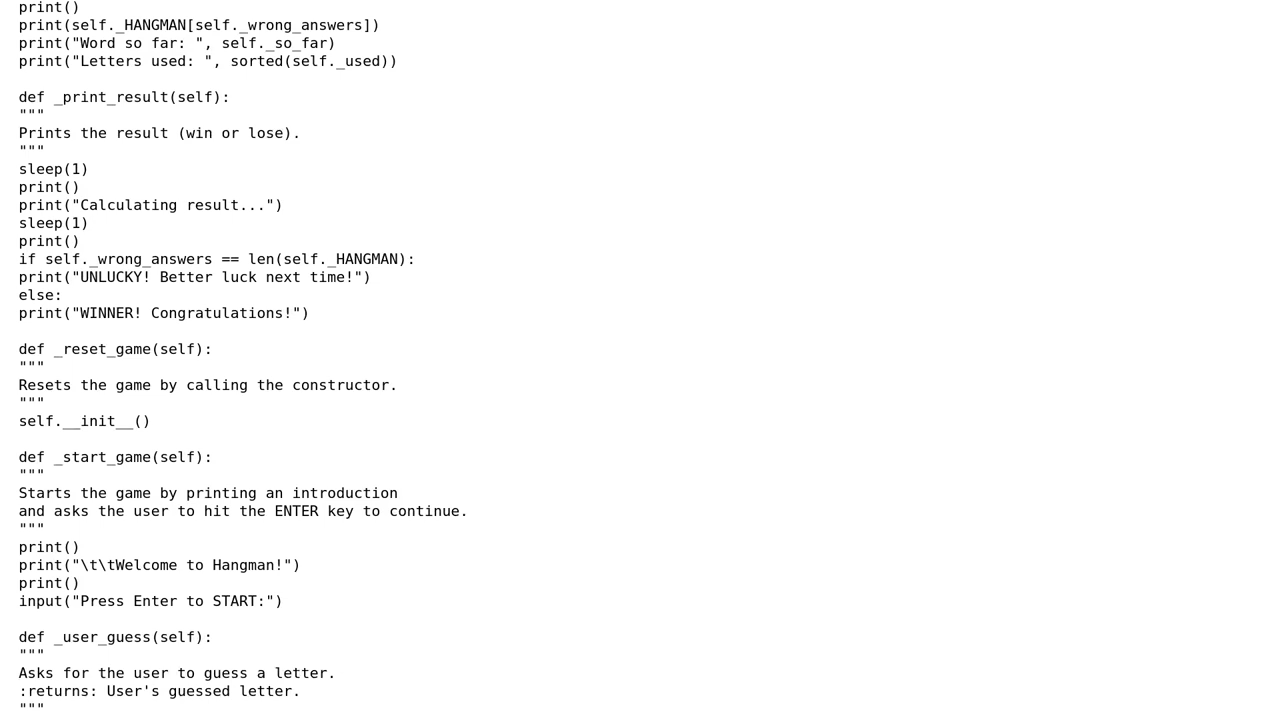 print()
print(self._HANGMAN[self._wrong_answers])
print("Word so far: ", self._so_far)
print("Letters used: ", sorted(self._used))
def _print_result(self):
"""
Prints the result (win or lose).
"""
sleep(1)
print()
print("Calculating result...")
sleep(1)
print()
if self._wrong_answers == len(self._HANGMAN):
print("UNLUCKY! Better luck next time!")
else:
print("WINNER! Congratulations!")
def _reset_game(self):
"""
Resets the game by calling the constructor.
"""
self.__init__()
def _start_game(self):
"""
Starts the game by printing an introduction
and asks the user to hit the ENTER key to continue.
"""
print()
print("\t\tWelcome to Hangman!")
print()
input("Press Enter to START:")
def _user_guess(self):
"""
Asks for the user to guess a letter.
:returns: User's guessed letter.
"""